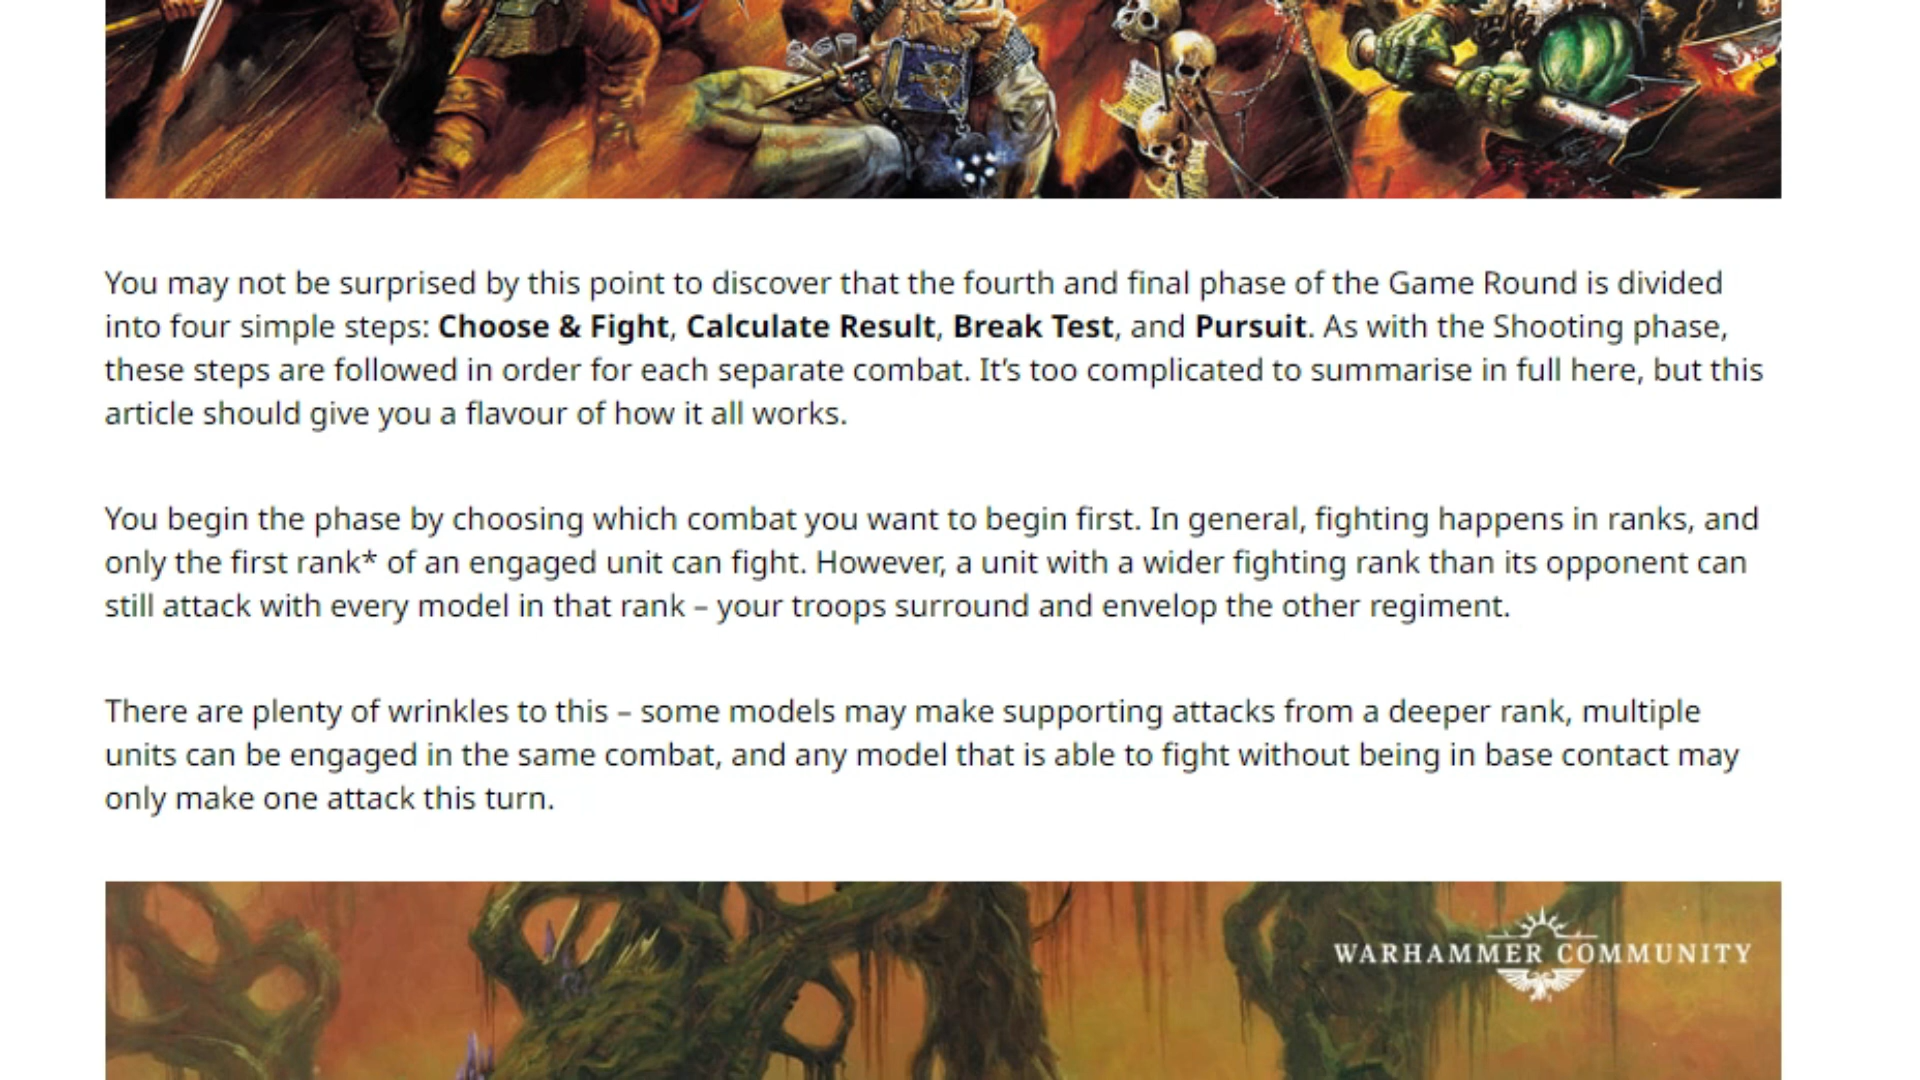 You may not be surprised by this point to discover that the fourth and final phase of the Game Round is divided
into four simple steps: Choose & Fight, Calculate Result, Break Test, and Pursuit. As with the Shooting phase,
these steps are followed in order for each separate combat. It’s too complicated to summarise in full here, but this
article should give you a flavour of how it all works.
You begin the phase by choosing which combat you want to begin first. In general, fighting happens in ranks, and
only the first rank* of an engaged unit can fight. However, a unit with a wider fighting rank than its opponent can
still attack with every model in that rank – your troops surround and envelop the other regiment.
There are plenty of wrinkles to this – some models may make supporting attacks from a deeper rank, multiple
units can be engaged in the same combat, and any model that is able to fight without being in base contact may
only make one attack this turn.
WARHAMMER COMMUNITY